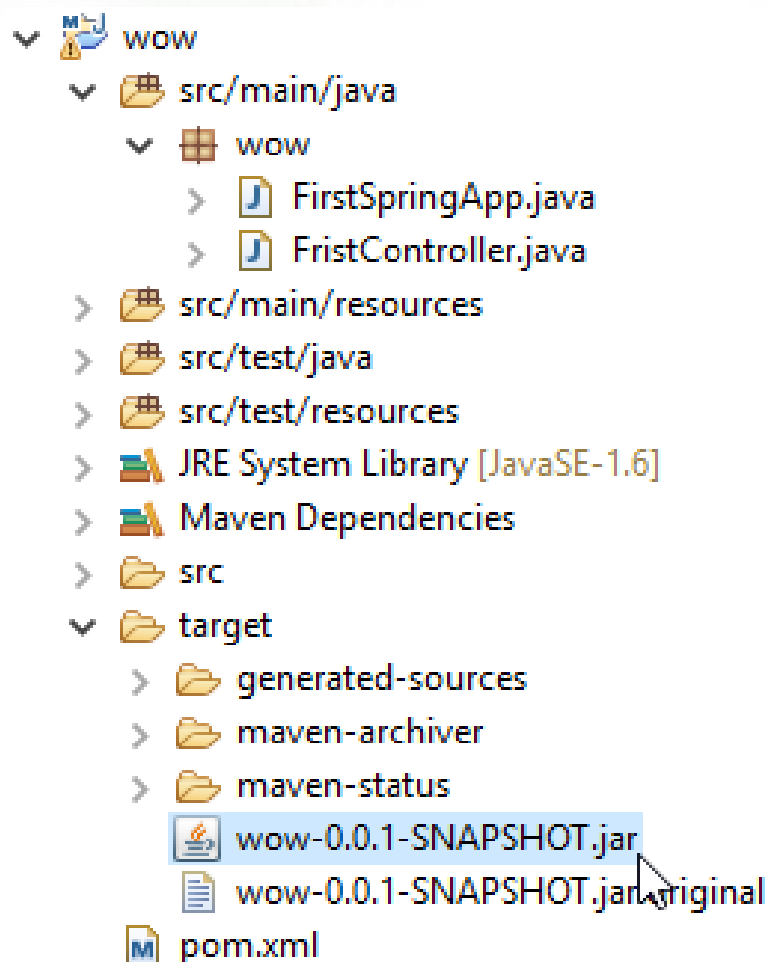 wow
src/main/java
wow
FirstSpringApp.java
FristController.java
src/main/resources
src/test/java
src/test/resources
JRE System Library [JavaSE-1.6]
Maven Dependencies
src
target
generated-sources
maven-archiver
maven-status
wow-0.0.1-SNAPSHOT.jar
wow-0.0.1-SNAPSHOT.jar.original
pom.xml